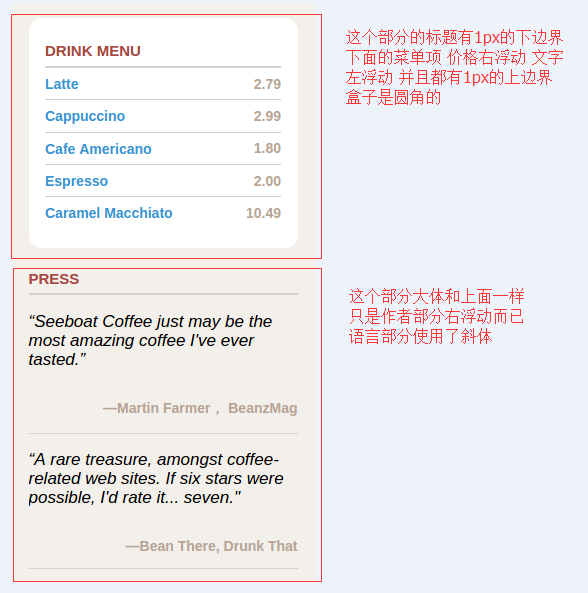 DRINK MENU
Latte 2.79
Cappuccino 2.99
Cafe Americano 1.80
Espresso 2.00
Caramel Macchiato 10.49
这个部分的标题有1px的下边界
下面的菜单项 价格右浮动 文字
左浮动 并且都有1px的上边界
盒子是圆角的
PRESS
“Seeboat Coffee just may be the
most amazing coffee I've ever
tasted.”
—Martin Farmer ， BeanzMag
“A rare treasure, amongst coffee-
related web sites. If six stars were
possible, I'd rate it... seven."
—Bean There, Drunk That
这个部分大体和上面一样
只是作者部分右浮动而已
语言部分使用了斜体